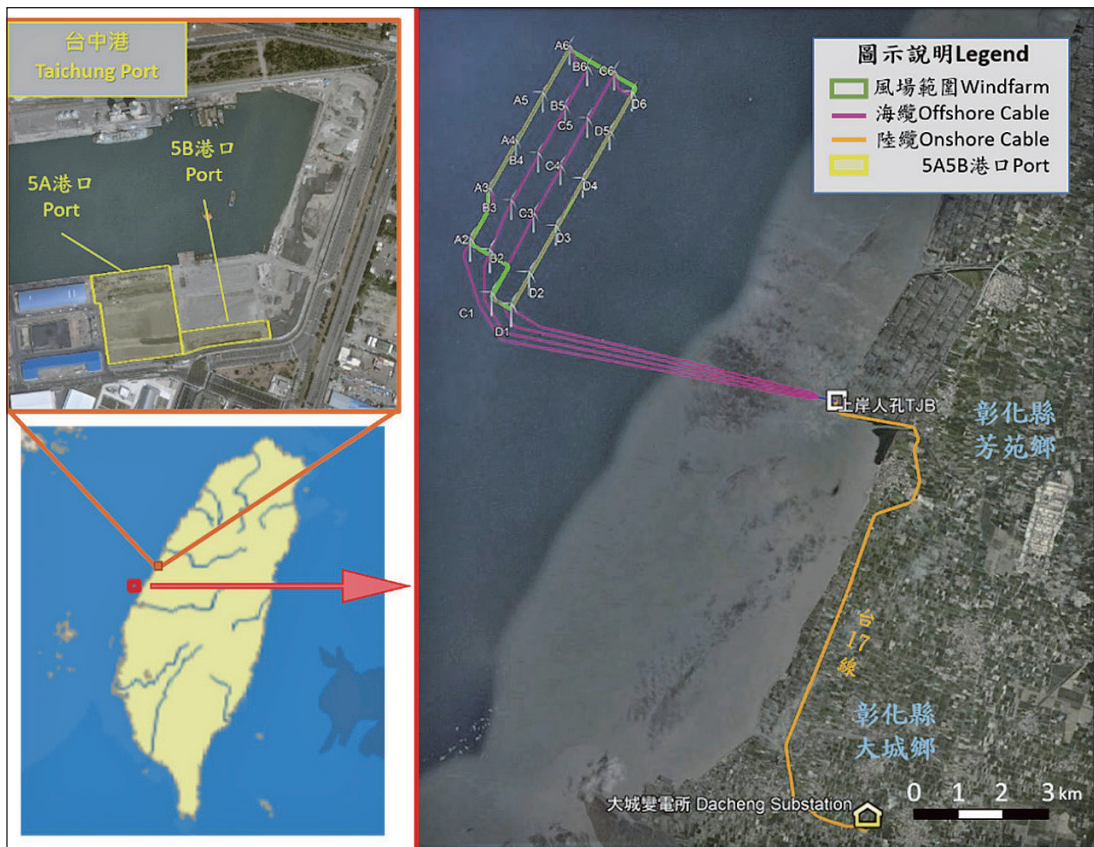 台中港
Taichung Port
5B港口
Port
5A港口
Port
圖示說明Legend
風場範圍Windfarm
海纜Offshore Cable
陸纜Onshore Cable
5A5B港口Port
A6
B6
C6
D6
A5
B5
C5
D5
A4
B4
C4
D4
A3
B3
C3
D3
A2
B2
D2
C1
D1
上岸人孔TJB
彰化縣
芳苑鄉
台17線
彰化縣
大城鄉
大城變電所 Dacheng Substation
0 1 2 3 km